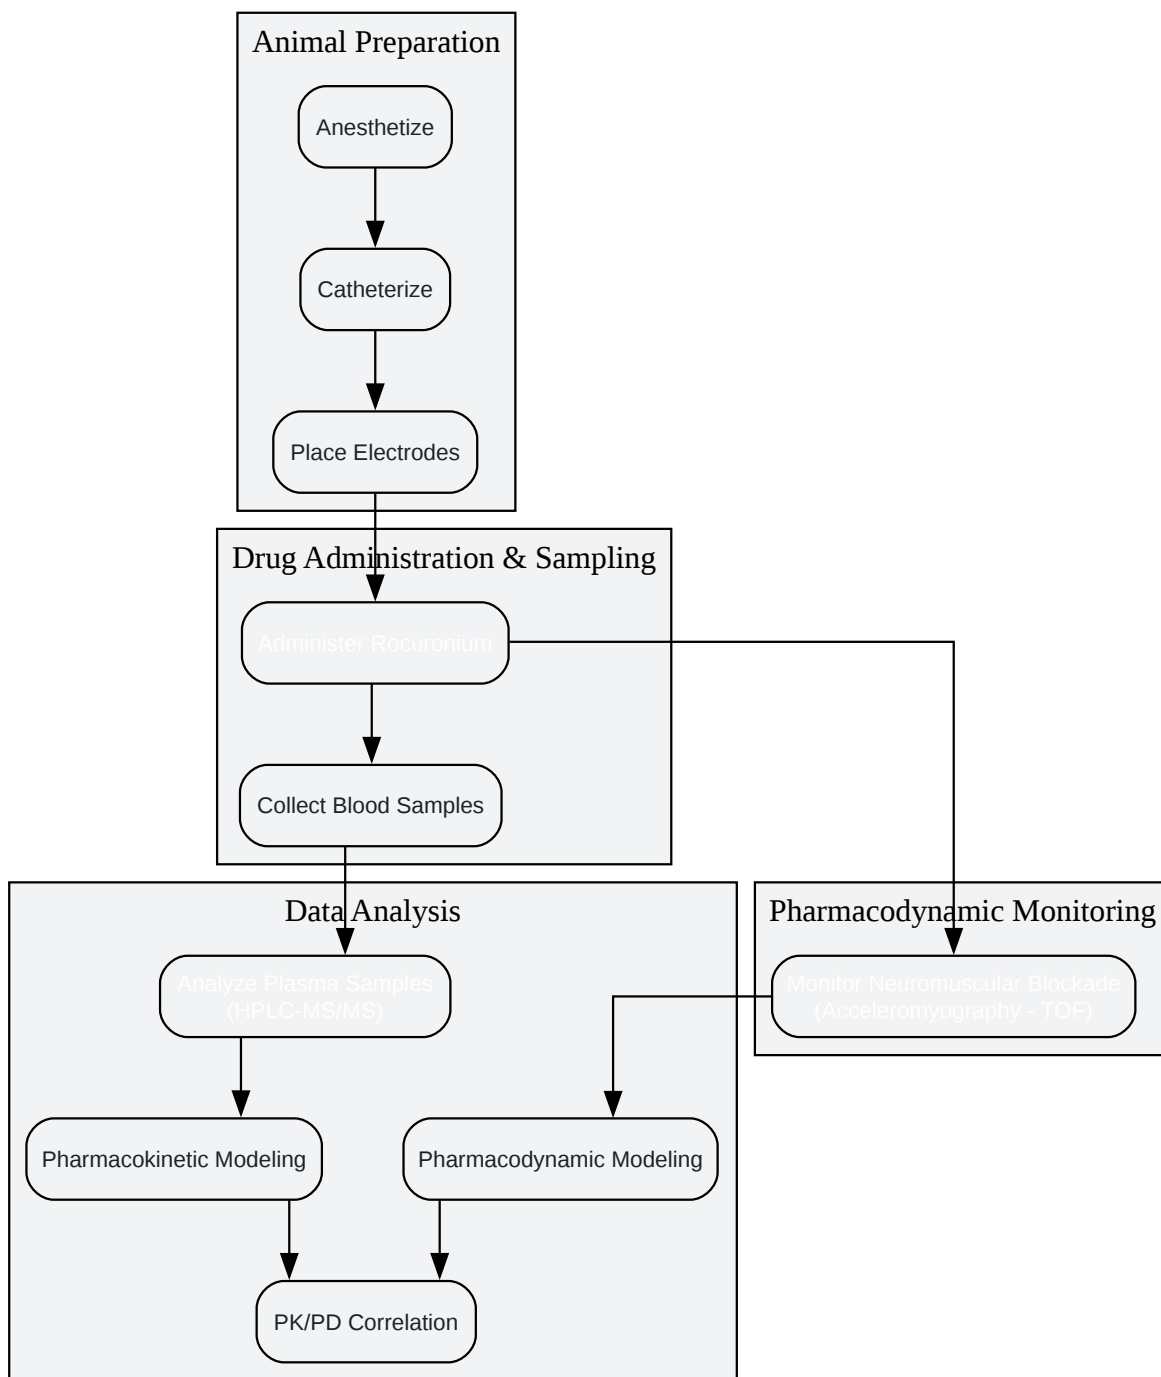 Animal Preparation
Anesthetize
Catheterize
Place Electrodes
Drug Administration & Sampling
Administer Rocuronium
Collect Blood Samples
Data Analysis
Pharmacodynamic Monitoring
Analyze Plasma Samples
(HPLC-MS/MS)
Monitor Neuromuscular Blockade
(Acceleromyography - TOF)
Pharmacokinetic Modeling
Pharmacodynamic Modeling
PK/PD Correlation